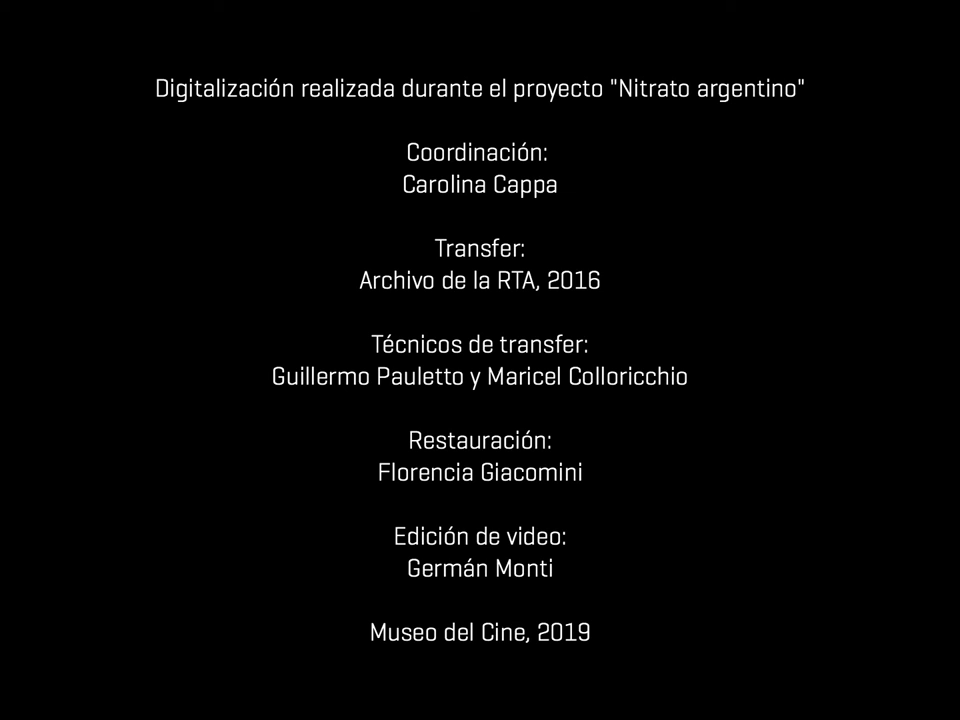 Digitalización realizada durante el proyecto "Nitrato argentino"
Coordinación:
Carolina Cappa
Transfer:
Archivo de la RTA, 2016
Técnicos de transfer:
Guillermo Pauletto y Maricel Colloricchio
Restauración:
Florencia Giacomini
Edición de video:
Germán Monti
Museo del Cine, 2019